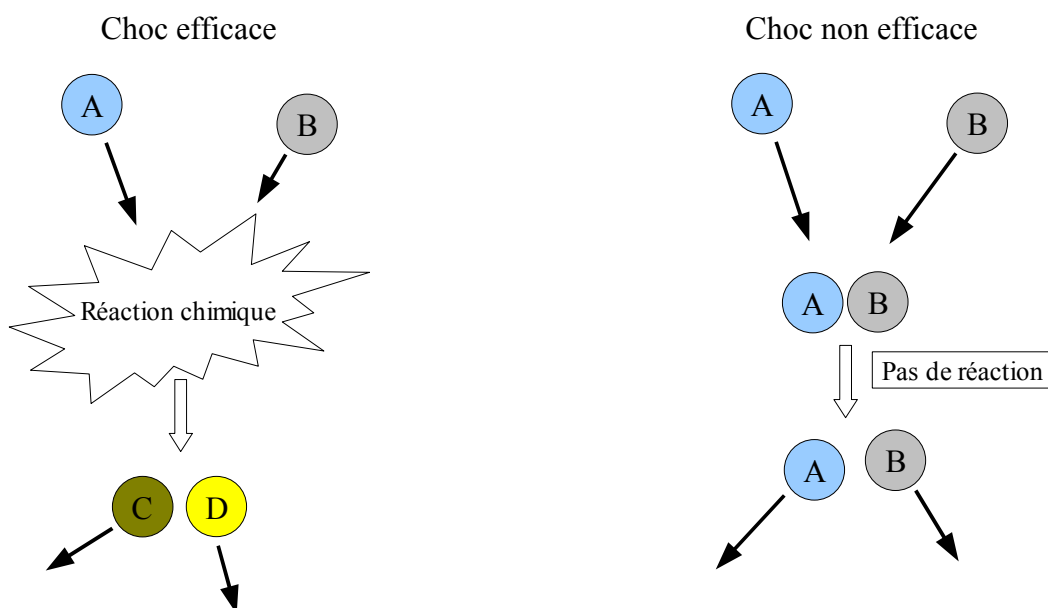 Choc efficace
A
B
Réaction chimique
C
D
Choc non efficace
A
B
A
B
Pas de réaction
A
B